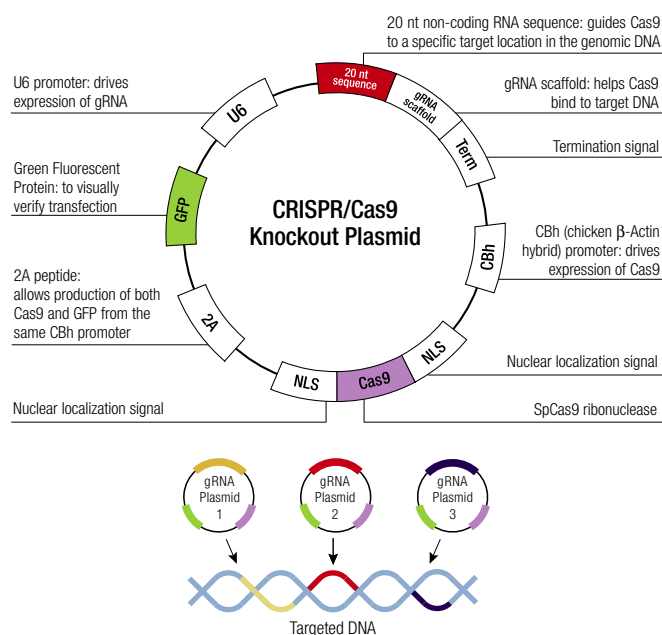 20 nt non-coding RNA sequence: guides Cas9
to a specific target location in the genomic DNA
U6 promoter: drives
expression of gRNA
20 nt
sequence
gRNA
scaffold
gRNA scaffold: helps Cas9
bind to target DNA
U6
Term
Termination signal
Green Fluorescent
Protein: to visually
verify transfection
GFP
CRISPR/Cas9
Knockout Plasmid
CBh
CBh (chicken β-Actin
hybrid) promoter: drives
expression of Cas9
2A peptide:
allows production of both
Cas9 and GFP from the
same CBh promoter
2A
NLS
Cas9
NLS
Nuclear localization signal
Nuclear localization signal
SpCas9 ribonuclease
gRNA
Plasmid
1
gRNA
Plasmid
2
gRNA
Plasmid
3
Targeted DNA